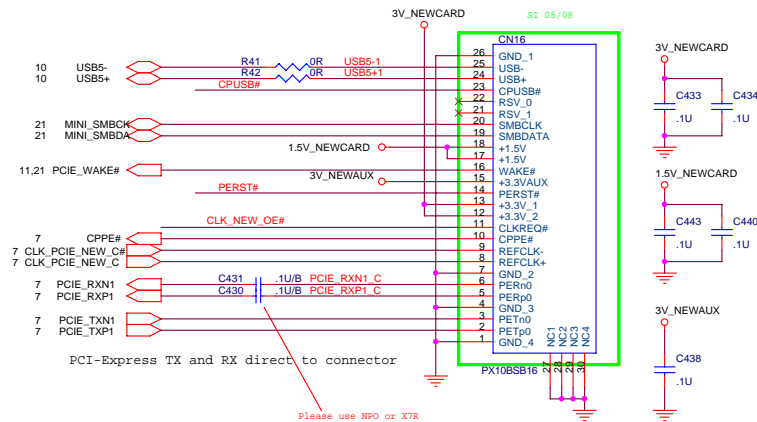 3V_NEWCARD
SI 05/08
CN16
3V_NEWCARD
26 GND_1
10 USB5- R41 0R USB5-1 25 USB-
10 USB5+ R42 0R USB5+1 24 USB+
CPUSB# 23 CPUSB#
22 RSV_0
21 RSV_1
21 MINI_SMBCK 20 SMBCLK
21 MINI_SMBDA 19 SMBDATA
1.5V_NEWCARD 18 +1.5V
17 +1.5V
11,21 PCIE_WAKE# 16 WAKE#
3V_NEWAUX 15 +3.3VAUX
PERST# 14 PERST#
13 +3.3V_1
12 +3.3V_2
CLK_NEW_OE# 11 CLKREQ#
7 CPPE# 10 CPPE#
7 CLK_PCIE_NEW_C# 9 REFCLK-
7 CLK_PCIE_NEW_C 8 REFCLK+
7 GND_2
7 PCIE_RXN1 C431 .1U/B PCIE_RXN1_C 6 PERn0
7 PCIE_RXP1 C430 .1U/B PCIE_RXP1_C 5 PERp0
4 GND_3
7 PCIE_TXN1 3 PETn0
7 PCIE_TXP1 2 PETp0
1 GND_4
NC1 NC2 NC3 NC4
27 28 29 30
PX10BSB16
PCI-Express TX and RX direct to connector
Please use NPO or X7R
C433 C434
.1U .1U
1.5V_NEWCARD
C443 C440
.1U .1U
3V_NEWAUX
C438
.1U